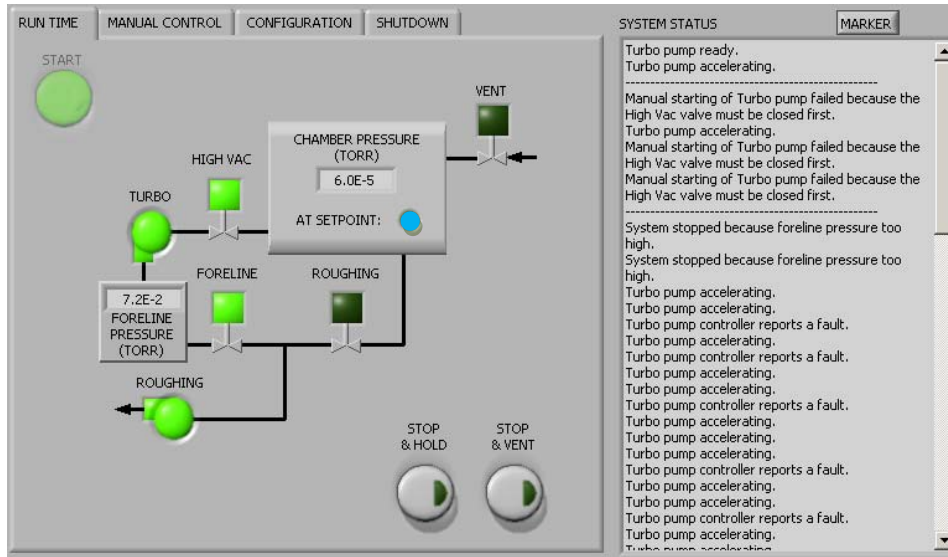 RUN TIME
MANUAL CONTROL
CONFIGURATION
SHUTDOWN
START
VENT
CHAMBER PRESSURE
(TORR)
6.0E-5
AT SETPOINT:
HIGH VAC
TURBO
FORELINE
ROUGHING
7.2E-2
FORELINE
PRESSURE
(TORR)
ROUGHING
STOP
& HOLD
STOP
& VENT
SYSTEM STATUS
MARKER
Turbo pump ready.
Turbo pump accelerating.
------------------------------------------------------
Manual starting of Turbo pump failed because the
High Vac valve must be closed first.
Turbo pump accelerating.
Manual starting of Turbo pump failed because the
High Vac valve must be closed first.
Manual starting of Turbo pump failed because the
High Vac valve must be closed first.
------------------------------------------------------
System stopped because foreline pressure too
high.
System stopped because foreline pressure too
high.
Turbo pump accelerating.
Turbo pump accelerating.
Turbo pump controller reports a fault.
Turbo pump accelerating.
Turbo pump controller reports a fault.
Turbo pump accelerating.
Turbo pump accelerating.
Turbo pump controller reports a fault.
Turbo pump accelerating.
Turbo pump accelerating.
Turbo pump accelerating.
Turbo pump controller reports a fault.
Turbo pump accelerating.
Turbo pump accelerating.
Turbo pump controller reports a fault.
Turbo pump accelerating.
Turbo pump accelerating.